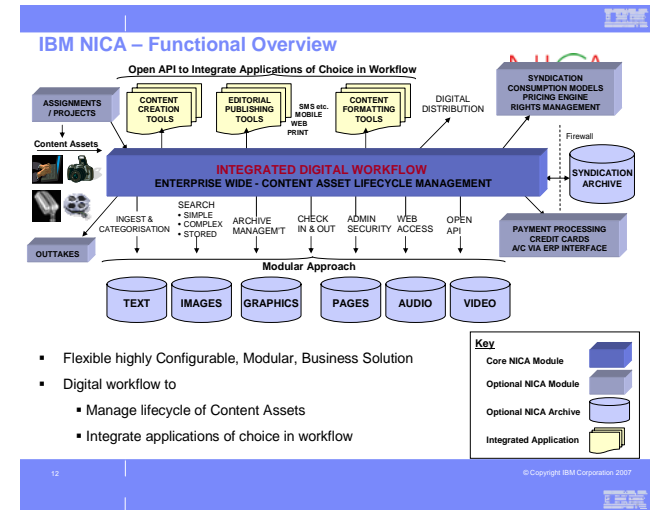 IBM
IBM NICA – Functional Overview
NICA
Open API to Integrate Applications of Choice in Workflow
ASSIGNMENTS
/ PROJECTS
CONTENT
CREATION
TOOLS
EDITORIAL
PUBLISHING
TOOLS
SMS etc.
MOBILE
WEB
PRINT
CONTENT
FORMATTING
TOOLS
DIGITAL
DISTRIBUTION
SYNDICATION
CONSUMPTION MODELS
PRICING ENGINE
RIGHTS MANAGEMENT
Content Assets
Firewall
INTEGRATED DIGITAL WORKFLOW
ENTERPRISE WIDE - CONTENT ASSET LIFECYCLE MANAGEMENT
SYNDICATION
ARCHIVE
INGEST &
CATEGORISATION
SEARCH
• SIMPLE
• COMPLEX
• STORED
ARCHIVE
MANAGEM'T
CHECK
IN & OUT
ADMIN
SECURITY
WEB
ACCESS
OPEN
API
PAYMENT PROCESSING
CREDIT CARDS
A/C VIA ERP INTERFACE
OUTTAKES
Modular Approach
TEXT
IMAGES
GRAPHICS
PAGES
AUDIO
VIDEO
▪ Flexible highly Configurable, Modular, Business Solution
▪ Digital workflow to
▪ Manage lifecycle of Content Assets
▪ Integrate applications of choice in workflow
Key
Core NICA Module
Optional NICA Module
Optional NICA Archive
Integrated Application
12
© Copyright IBM Corporation 2007
IBM